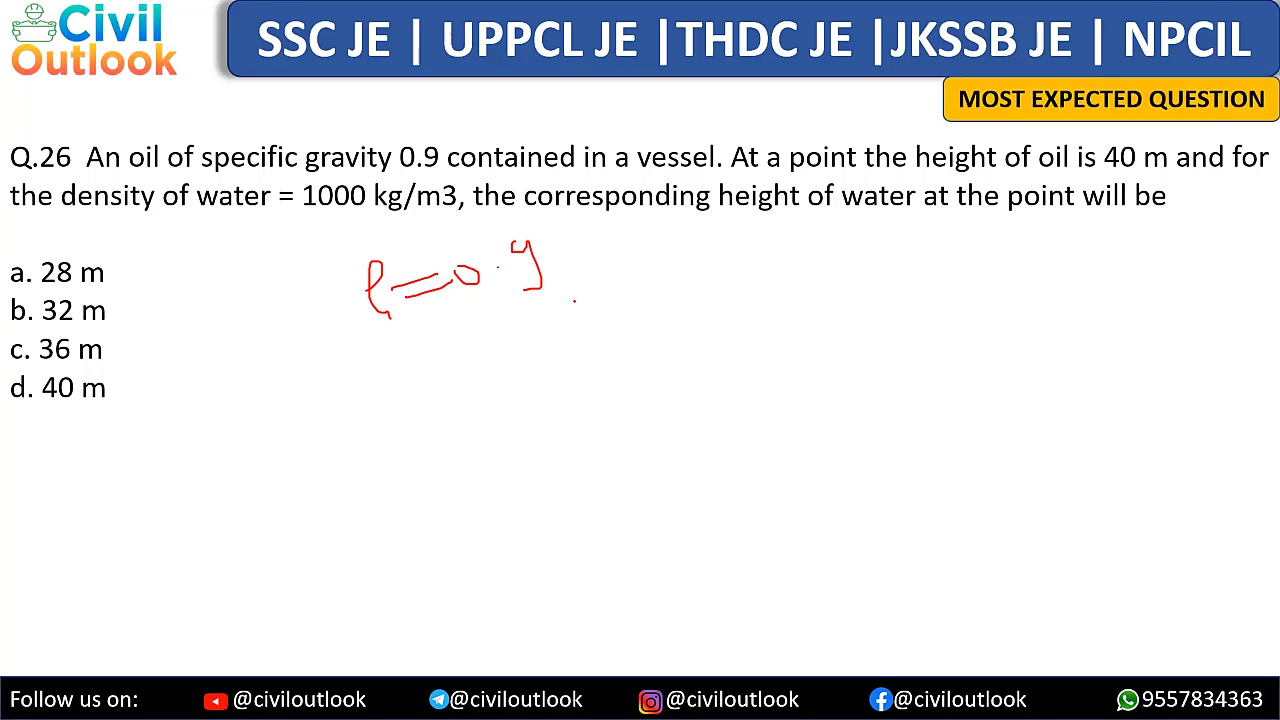 Civil
Outlook
SSC JE | UPPCL JE |THDC JE |JKSSB JE | NPCIL
MOST EXPECTED QUESTION
Q.26 An oil of specific gravity 0.9 contained in a vessel. At a point the height of oil is 40 m and for
the density of water = 1000 kg/m3, the corresponding height of water at the point will be
a. 28 m
b. 32 m
c. 36 m
d. 40 m
ρ=0.9
Follow us on: @civiloutlook @civiloutlook @civiloutlook @civiloutlook 9557834363